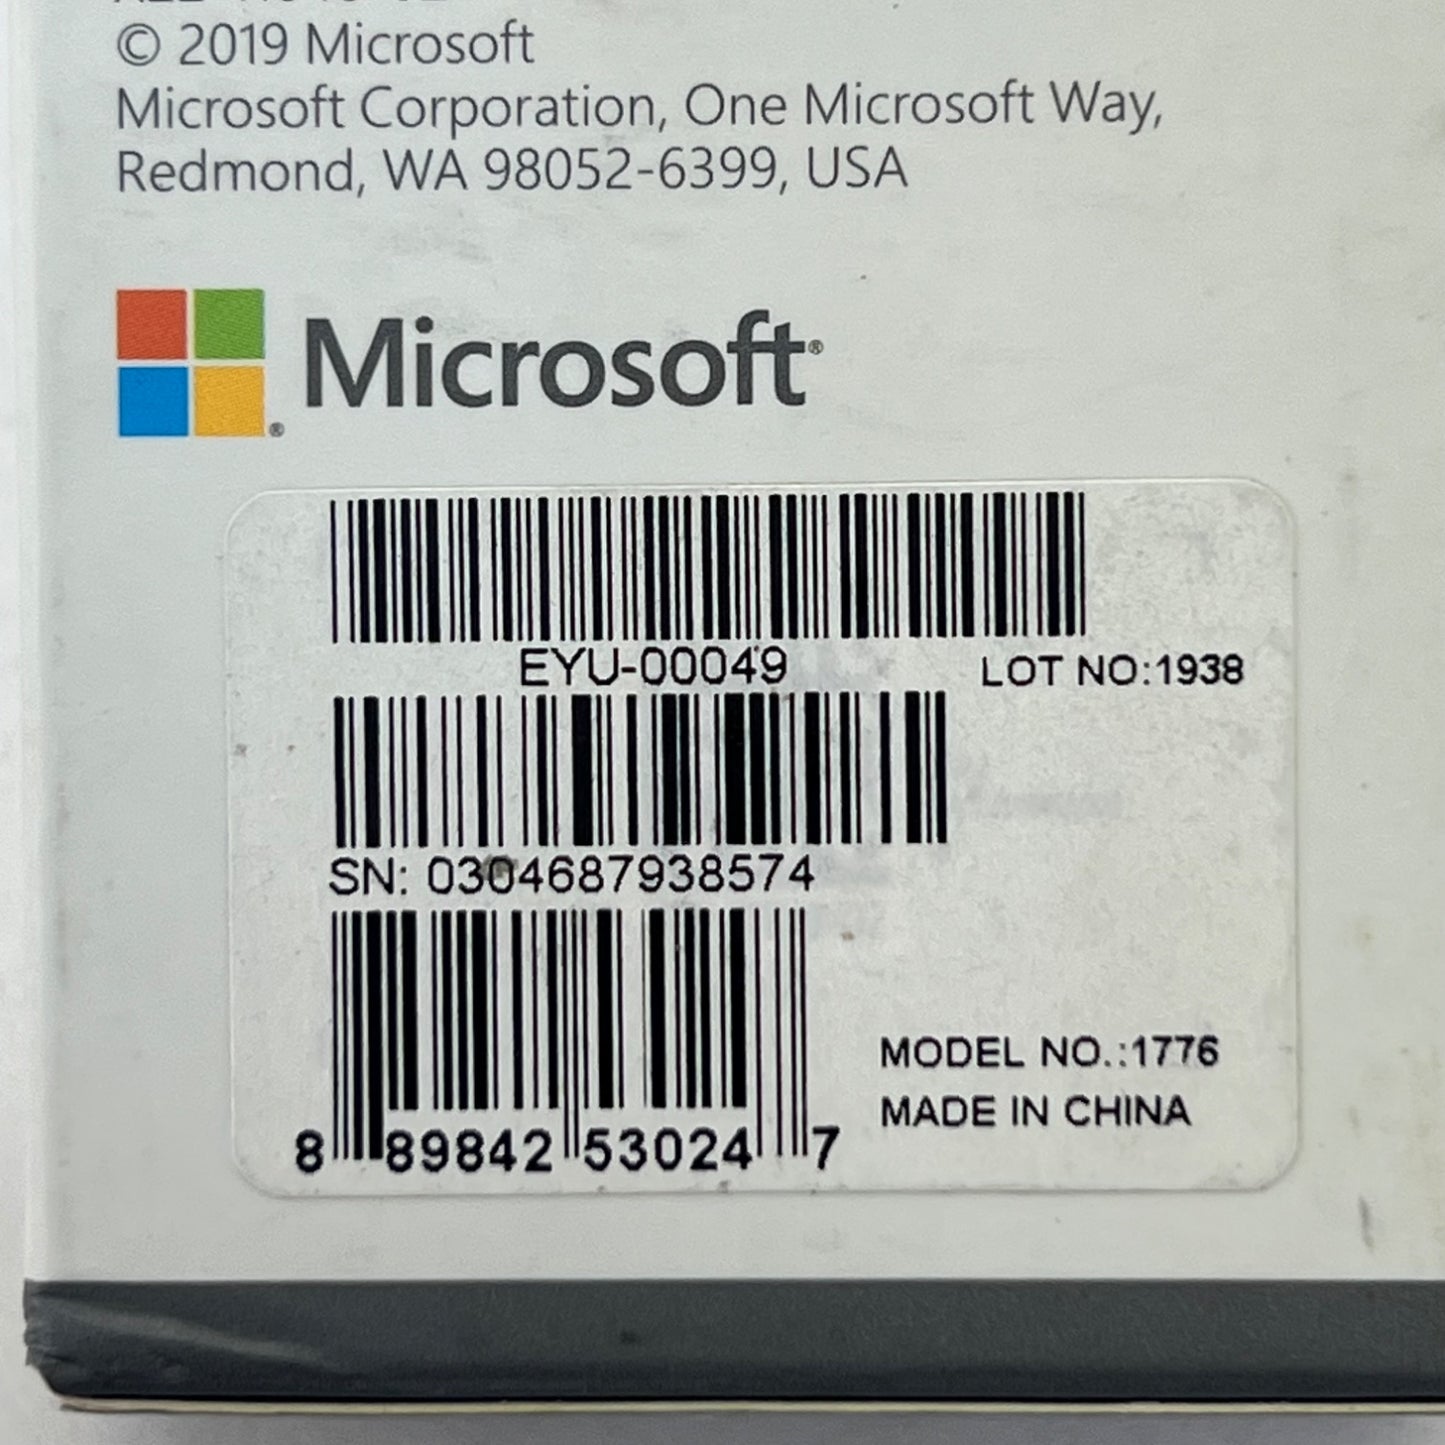 © 2019 Microsoft
Microsoft Corporation, One Microsoft Way,
Redmond, WA 98052-6399, USA
Microsoft®
EYU-00049
LOT NO:1938
SN: 0304687938574
MODEL NO.:1776
MADE IN CHINA
8 89842 53024 7